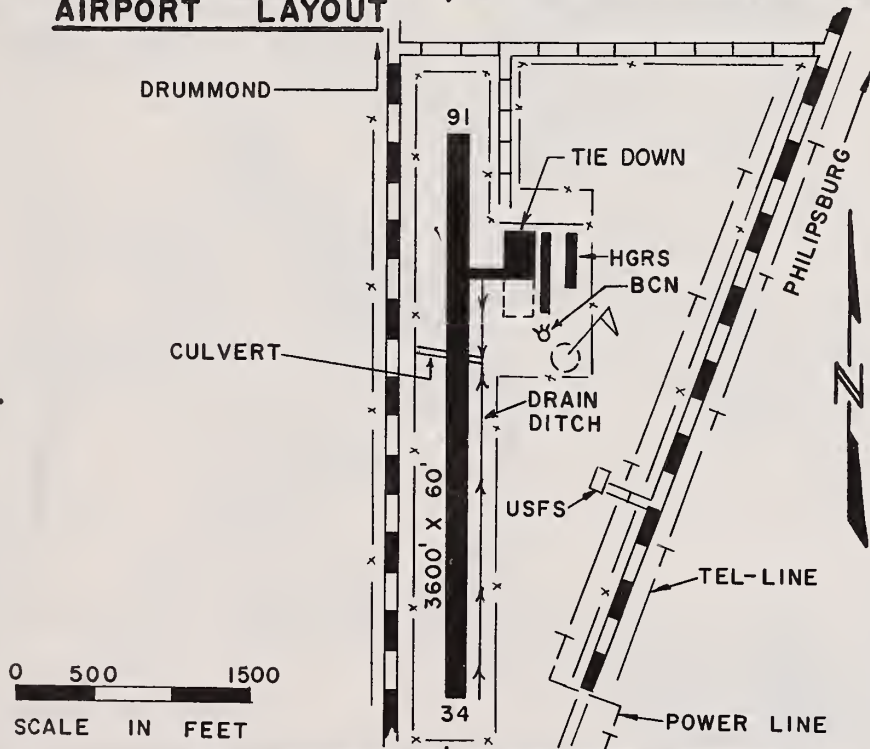 AIRPORT LAYOUT
DRUMMOND
91
TIE DOWN
PHILIPSBURG
HGRS
BCN
CULVERT
DRAIN
DITCH
N
3600' X 60'
USFS
TEL-LINE
0 500 1500
SCALE IN FEET
34
POWER LINE